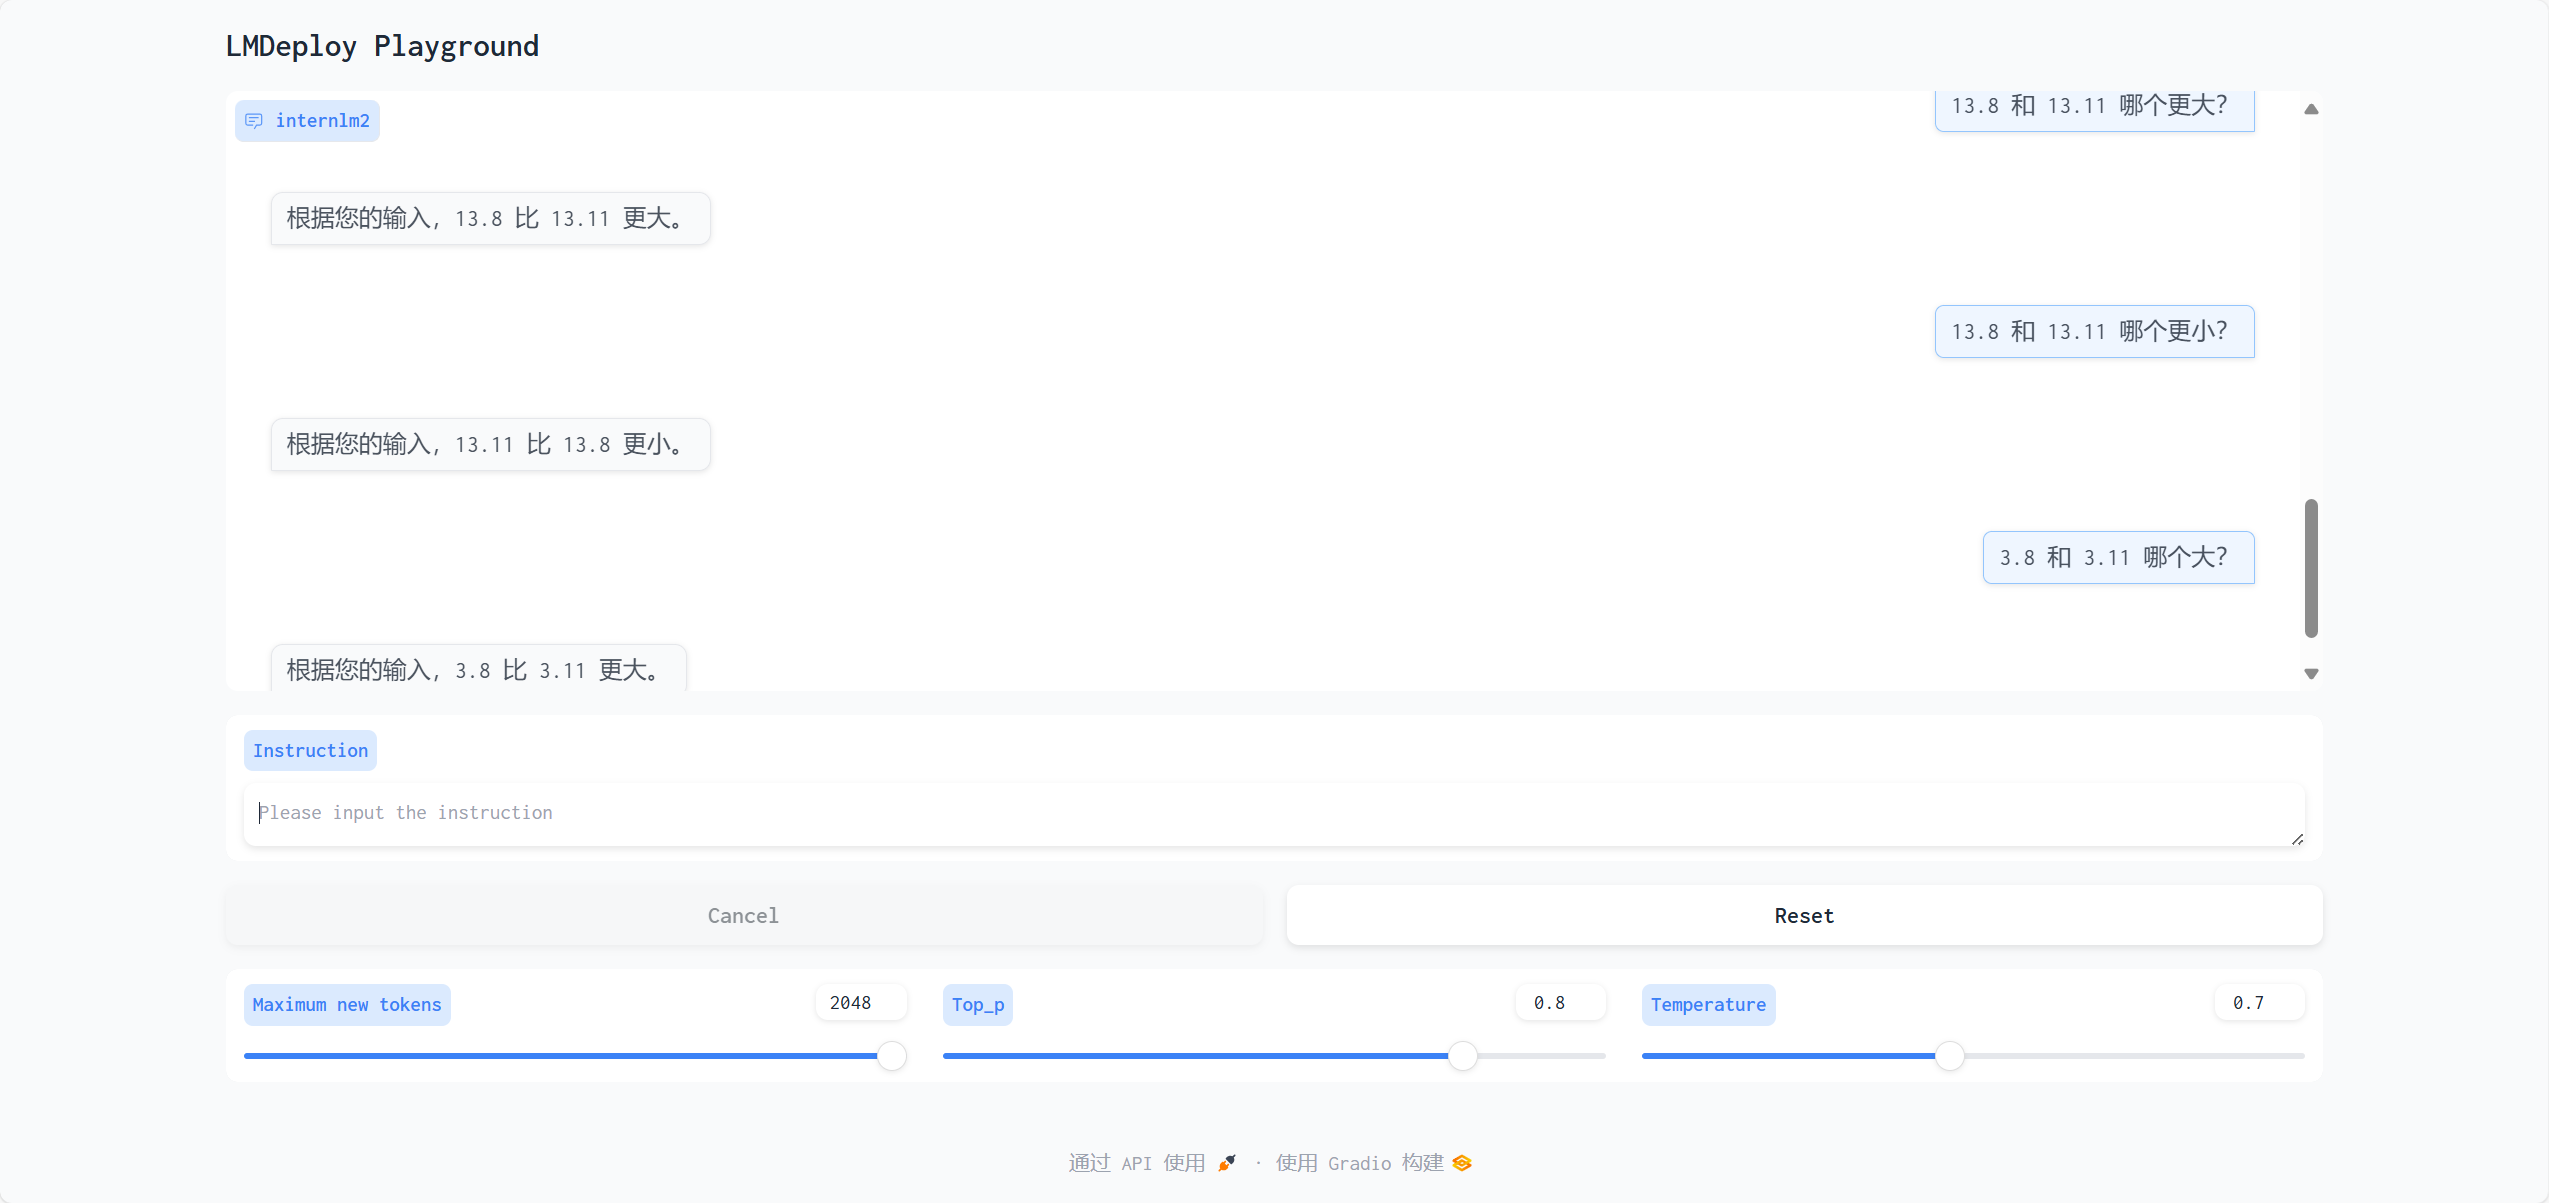 LMDeploy Playground
internlm2
13.8 和 13.11 哪个更大?
根据您的输入, 13.8 比 13.11 更大。
13.8 和 13.11 哪个更小?
根据您的输入, 13.11 比 13.8 更小。
3.8 和 3.11 哪个大?
根据您的输入, 3.8 比 3.11 更大。
Instruction
Please input the instruction
Cancel
Reset
Maximum new tokens
2048
Top_p
0.8
Temperature
0.7
通过 API 使用 · 使用 Gradio 构建